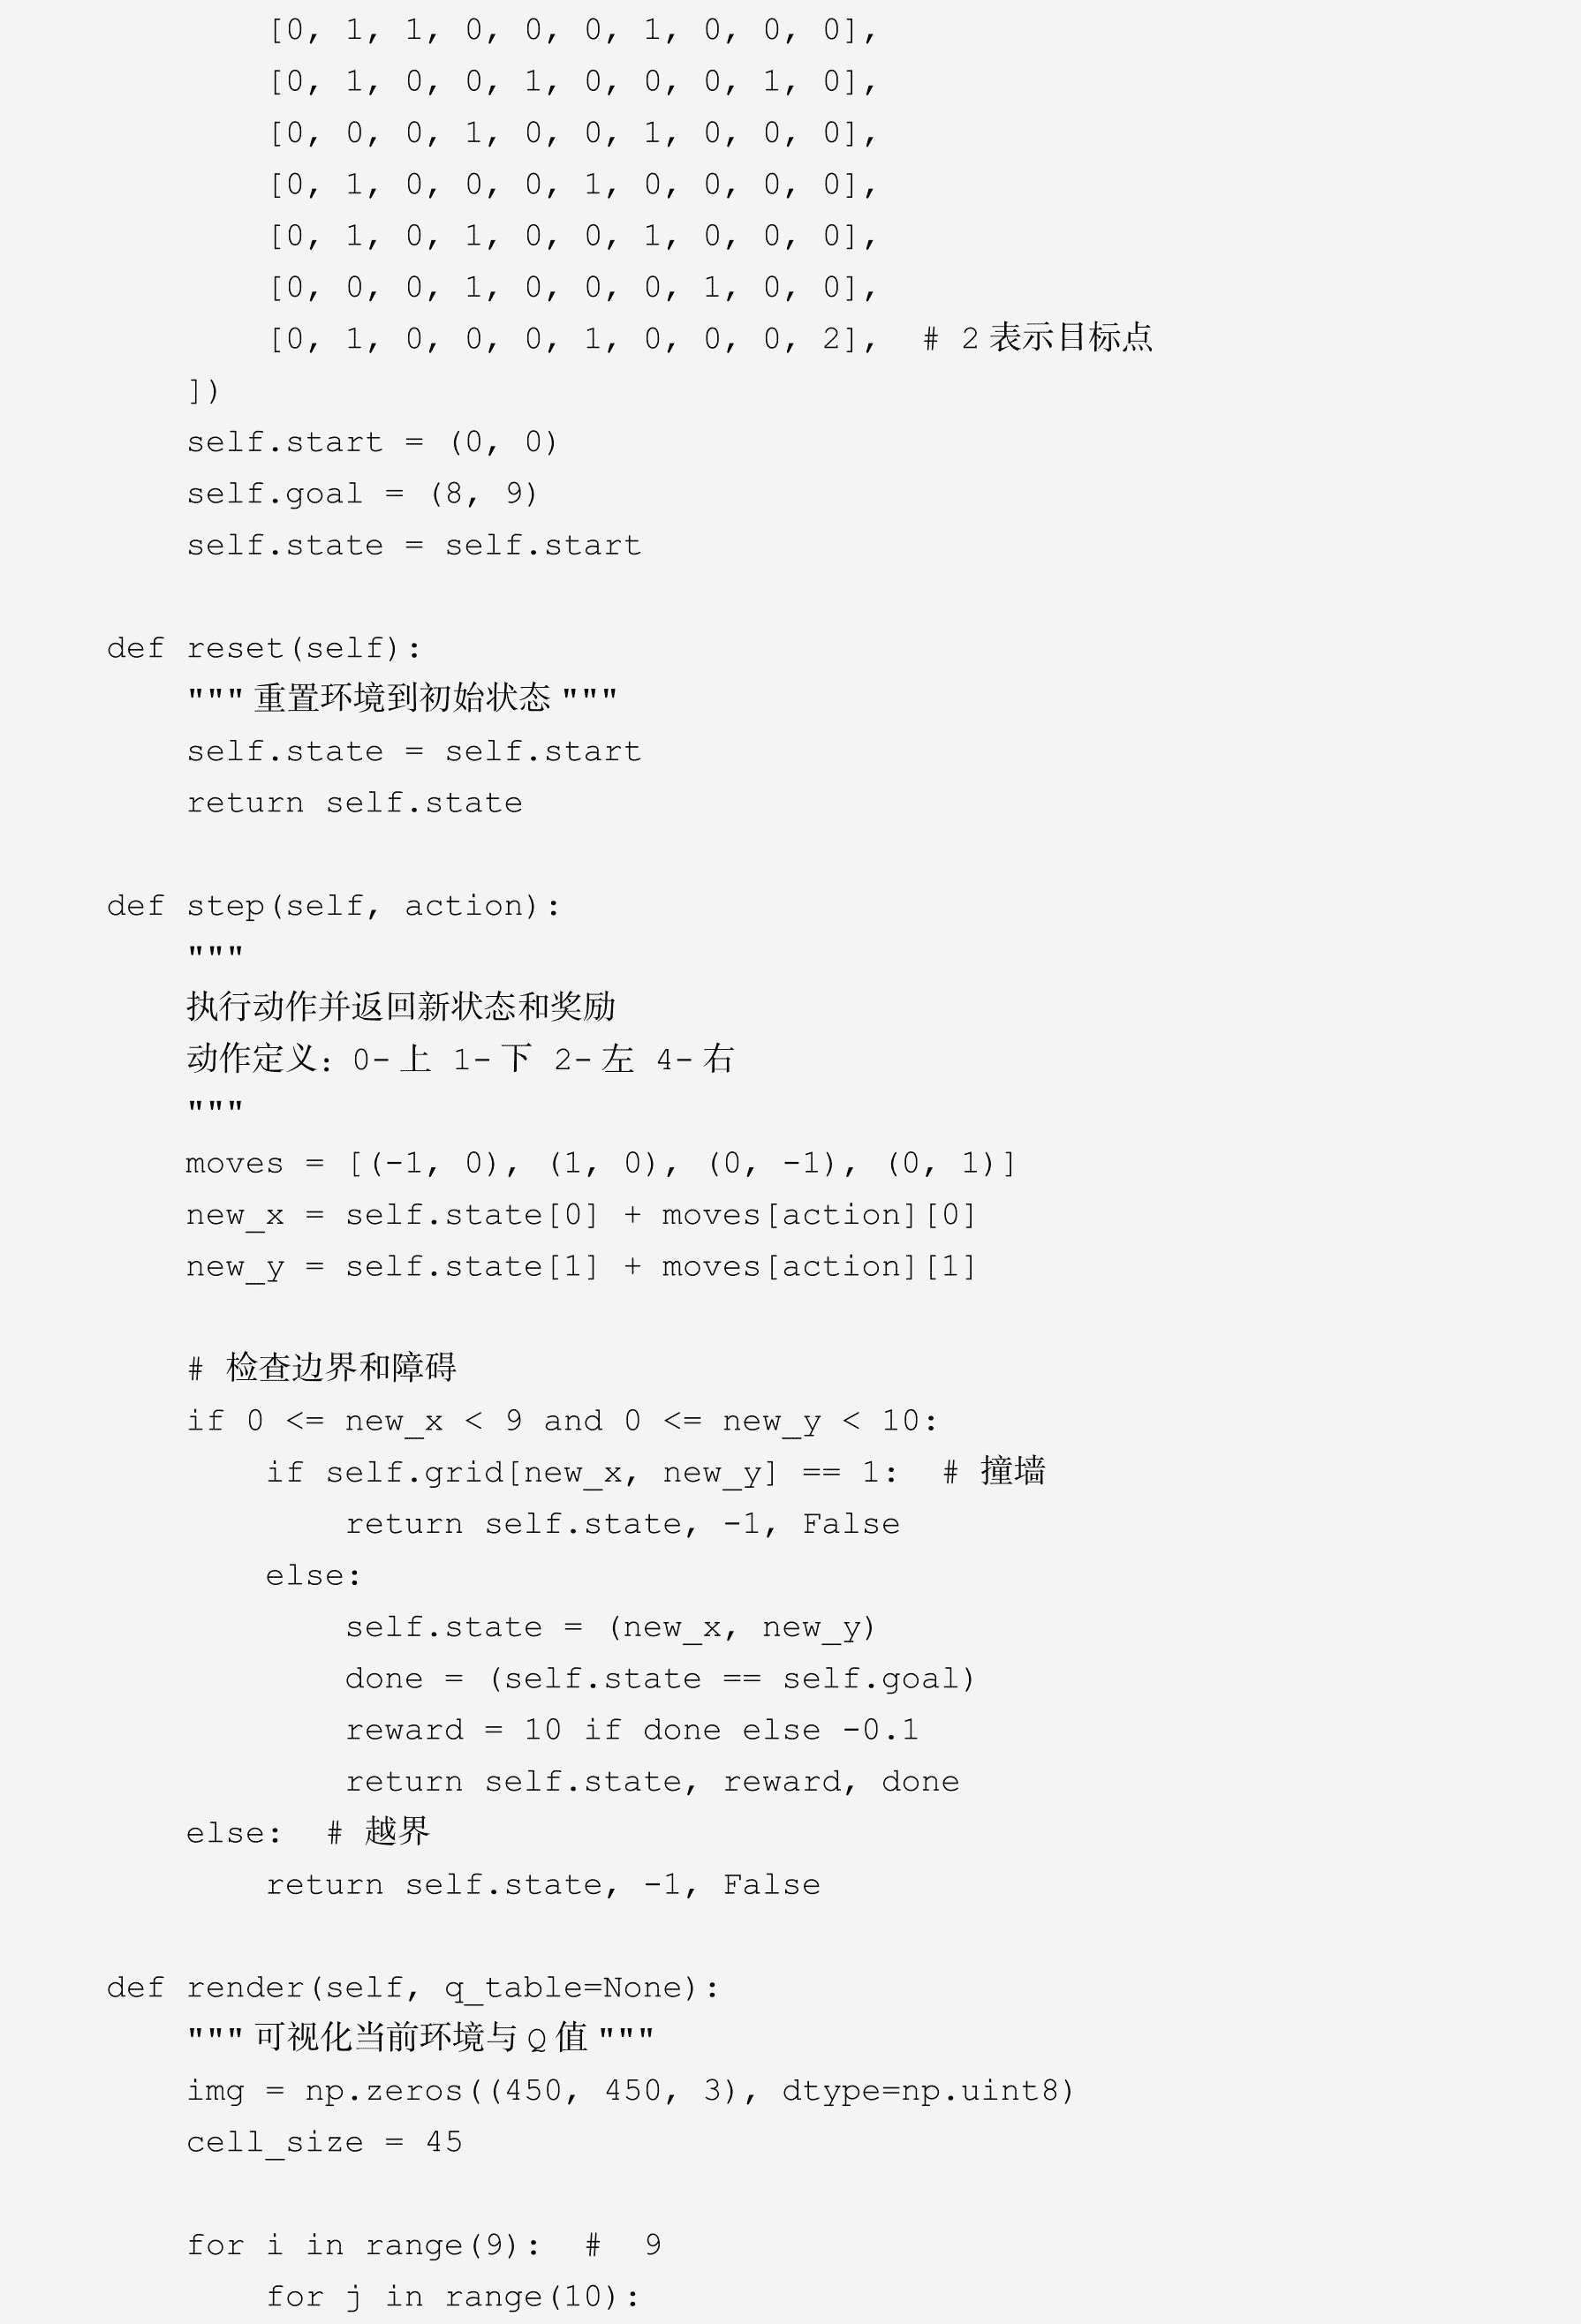 [0, 1, 1, 0, 0, 0, 1, 0, 0, 0],
[0, 1, 0, 0, 1, 0, 0, 0, 1, 0],
[0, 0, 0, 1, 0, 0, 1, 0, 0, 0],
[0, 1, 0, 0, 0, 1, 0, 0, 0, 0],
[0, 1, 0, 1, 0, 0, 1, 0, 0, 0],
[0, 0, 0, 1, 0, 0, 0, 1, 0, 0],
[0, 1, 0, 0, 0, 1, 0, 0, 0, 2],  # 2表示目标点
])
self.start = (0, 0)
self.goal = (8, 9)
self.state = self.start
def reset(self):
"""重置环境到初始状态"""
self.state = self.start
return self.state
def step(self, action):
"""
执行动作并返回新状态和奖励
动作定义：0-上 1-下 2-左 4-右
"""
moves = [(-1, 0), (1, 0), (0, -1), (0, 1)]
new_x = self.state[0] + moves[action][0]
new_y = self.state[1] + moves[action][1]
# 检查边界和障碍
if 0 <= new_x < 9 and 0 <= new_y < 10:
if self.grid[new_x, new_y] == 1:  # 撞墙
return self.state, -1, False
else:
self.state = (new_x, new_y)
done = (self.state == self.goal)
reward = 10 if done else -0.1
return self.state, reward, done
else:  # 越界
return self.state, -1, False
def render(self, q_table=None):
"""可视化当前环境与Q值"""
img = np.zeros((450, 450, 3), dtype=np.uint8)
cell_size = 45
for i in range(9):  #  9
for j in range(10):